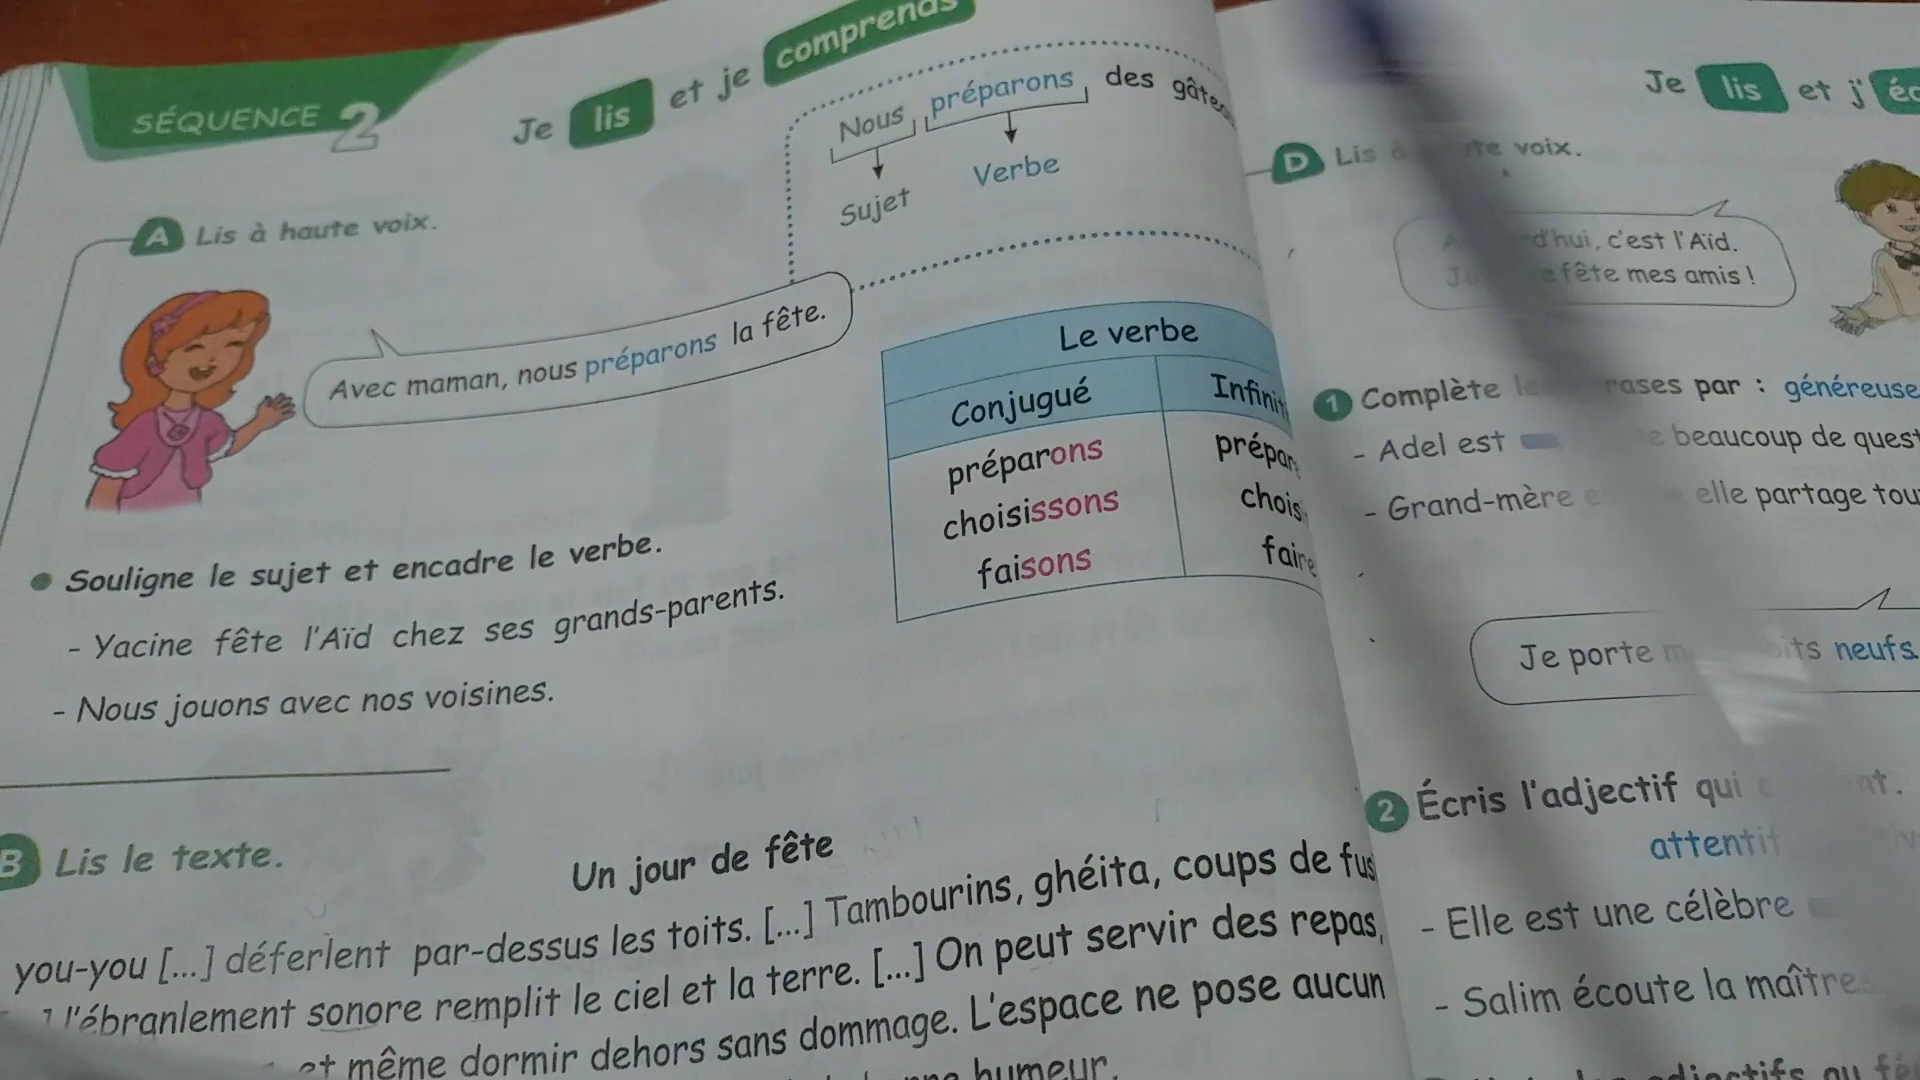 SÉQUENCE 2
Je lis et je comprends
A Lis à haute voix.
Avec maman, nous préparons la fête.
Nous préparons des
Sujet
Verbe
Le verbe
Conjugué
préparons
choisissons
faisons
faire
Souligne le sujet et encadre le verbe.
- Yacine fête l'Aïd chez ses grands-parents.
- Nous jouons avec nos voisines.
B Lis le texte.
Un jour de fête
you-you [...] déferlent par-dessus les toits. [...] Tambourins, ghéita, coups de
l'ébranlement sonore remplit le ciel et la terre. [...] On peut servir des repas,
et même dormir dehors sans dommage. L'espace ne pose aucun
humeur.
Je lis et j'
D Lis voix.
c'est l'Aïd.
fête mes amis !
1 Complète par : généreuse
- Adel est beaucoup de
- Grand-mère elle partage
Je porte neufs.
2 Écris l'adjectif qui
attentif
- Elle est une célèbre
- Salim écoute la